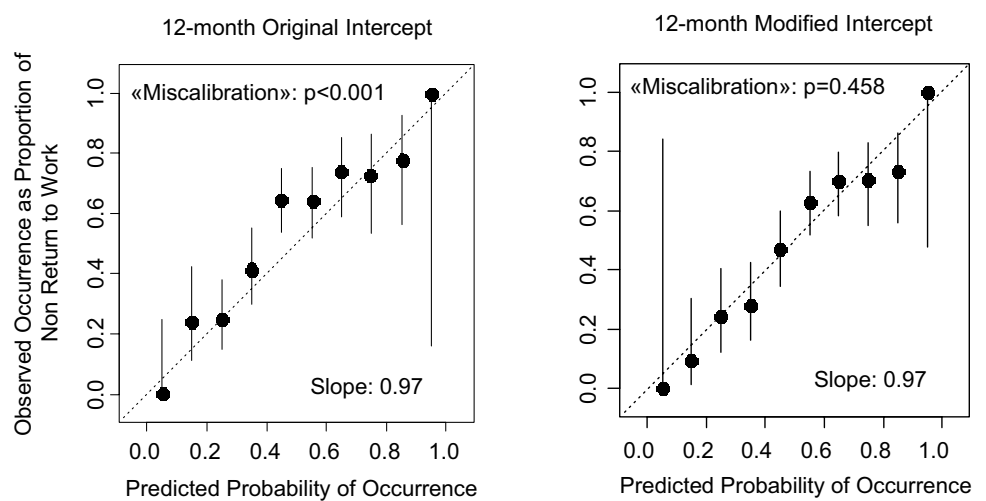 12-month Original Intercept
Observed Occurrence as Proportion of
Non Return to Work
«Miscalibration»: p<0.001
1.0
0.8
0.6
0.4
0.2
0.0
Slope: 0.97
0.0 0.2 0.4 0.6 0.8 1.0
Predicted Probability of Occurrence
12-month Modified Intercept
«Miscalibration»: p=0.458
1.0
0.8
0.6
0.4
0.2
0.0
Slope: 0.97
0.0 0.2 0.4 0.6 0.8 1.0
Predicted Probability of Occurrence